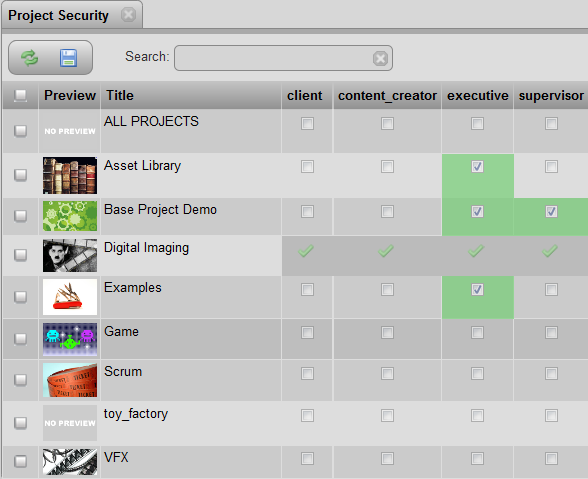 Project Security
Search:
Preview Title client content_creator executive supervisor
NO PREVIEW ALL PROJECTS
Asset Library
Base Project Demo
Digital Imaging
Examples
Game
TICKET Scrum
NO PREVIEW toy_factory
VFX